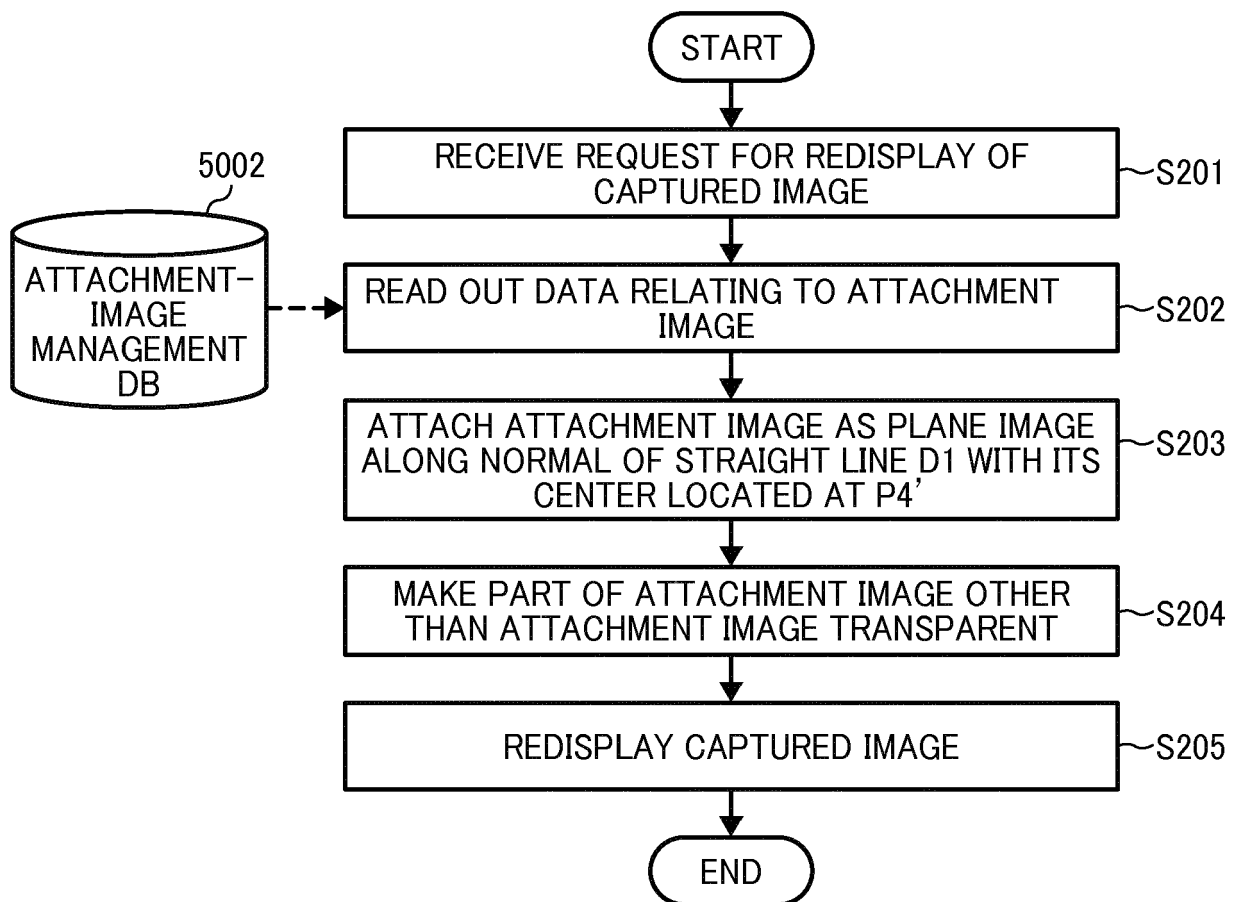 START
RECEIVE REQUEST FOR REDISPLAY OF
CAPTURED IMAGE
S201
5002
ATTACHMENT-
IMAGE
MANAGEMENT
DB
READ OUT DATA RELATING TO ATTACHMENT
IMAGE
S202
ATTACH ATTACHMENT IMAGE AS PLANE IMAGE
ALONG NORMAL OF STRAIGHT LINE D1 WITH ITS
CENTER LOCATED AT P4'
S203
MAKE PART OF ATTACHMENT IMAGE OTHER
THAN ATTACHMENT IMAGE TRANSPARENT
S204
REDISPLAY CAPTURED IMAGE
S205
END